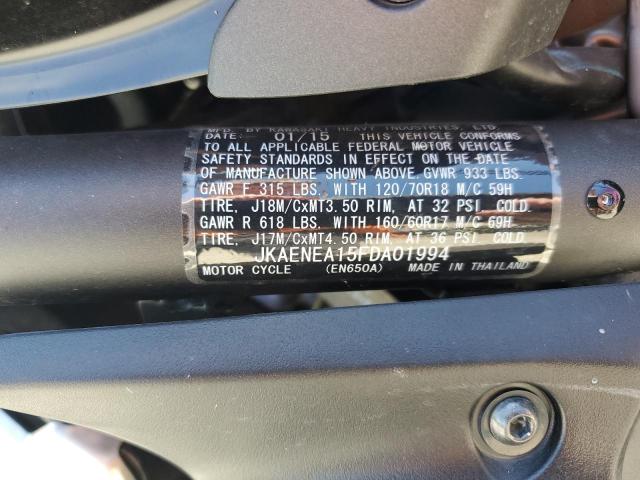 MFD. BY KAWASAKI HEAVY INDUSTRIES, LTD.
DATE: 01/15 THIS VEHICLE CONFORMS
TO ALL APPLICABLE FEDERAL MOTOR VEHICLE
SAFETY STANDARDS IN EFFECT ON THE DATE
OF MANUFACTURE SHOWN ABOVE.GVWR 933 LBS.
GAWR F 315 LBS. WITH 120/70R18 M/C 59H
TIRE, J18M/CxMT3.50 RIM, AT 32 PSI. COLD.
GAWR R 618 LBS. WITH 160/60R17 M/C 69H
TIRE, J17M/CxMT4.50 RIM, AT 36 PSI. COLD.
JKAENEA15FDA01994
MOTOR CYCLE (EN650A) MADE IN THAILAND